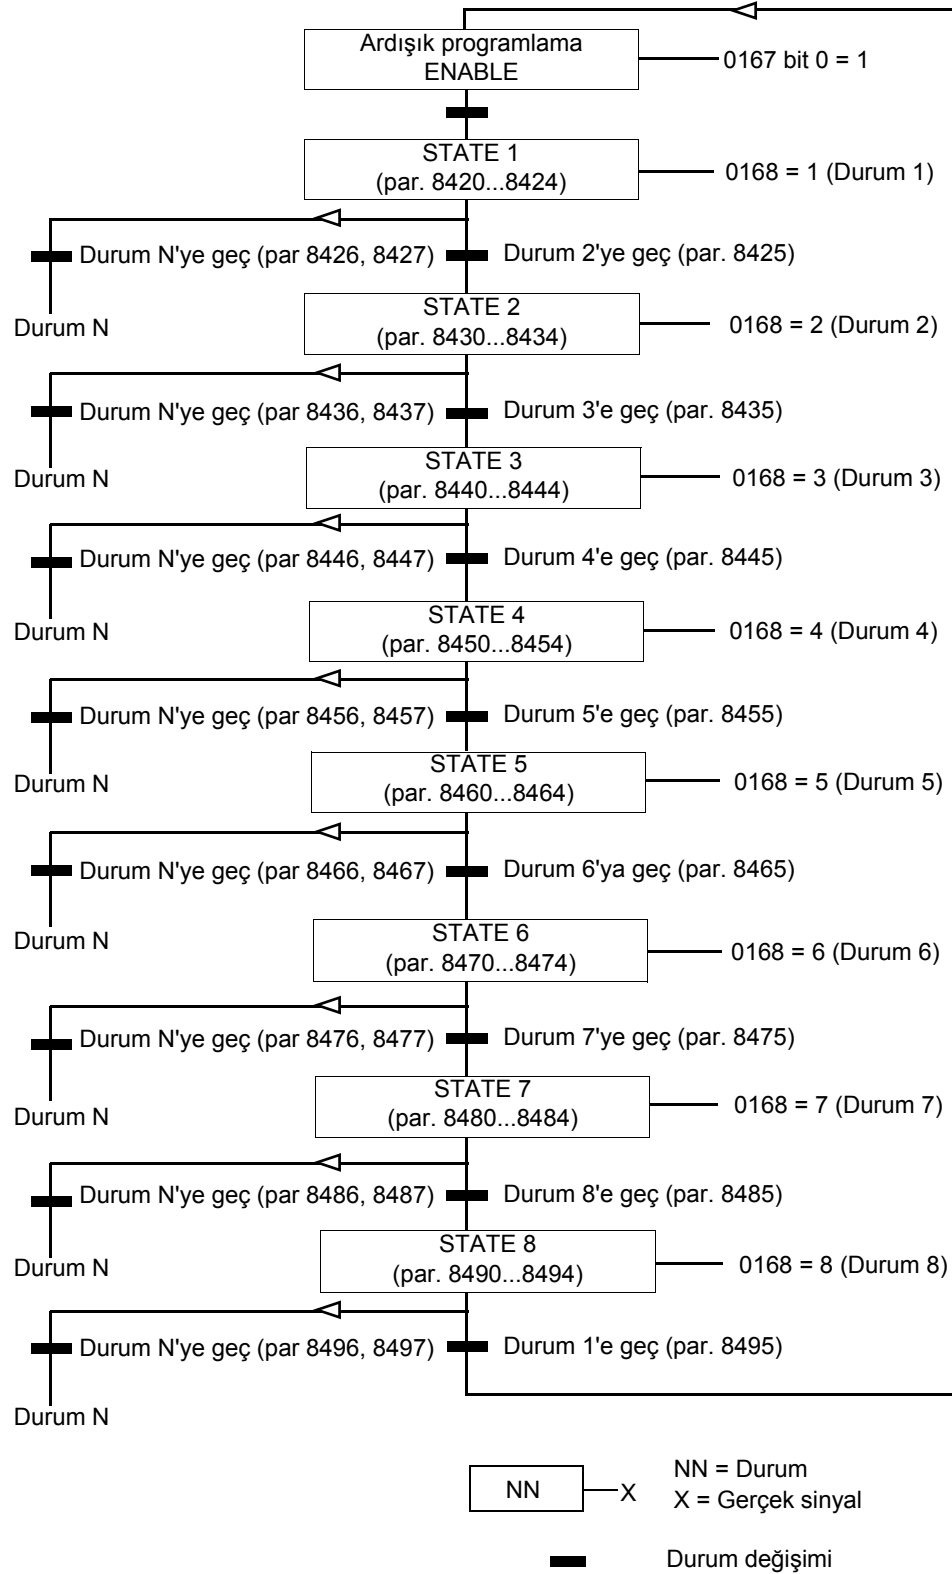 Ardışık programlama
ENABLE
0167 bit 0 = 1
STATE 1
(par. 8420...8424)
0168 = 1 (Durum 1)
Durum N'ye geç (par 8426, 8427)
Durum 2'ye geç (par. 8425)
Durum N
STATE 2
(par. 8430...8434)
0168 = 2 (Durum 2)
Durum N'ye geç (par 8436, 8437)
Durum 3'e geç (par. 8435)
Durum N
STATE 3
(par. 8440...8444)
0168 = 3 (Durum 3)
Durum N'ye geç (par 8446, 8447)
Durum 4'e geç (par. 8445)
Durum N
STATE 4
(par. 8450...8454)
0168 = 4 (Durum 4)
Durum N'ye geç (par 8456, 8457)
Durum 5'e geç (par. 8455)
Durum N
STATE 5
(par. 8460...8464)
0168 = 5 (Durum 5)
Durum N'ye geç (par 8466, 8467)
Durum 6'ya geç (par. 8465)
Durum N
STATE 6
(par. 8470...8474)
0168 = 6 (Durum 6)
Durum N'ye geç (par 8476, 8477)
Durum 7'ye geç (par. 8475)
Durum N
STATE 7
(par. 8480...8484)
0168 = 7 (Durum 7)
Durum N'ye geç (par 8486, 8487)
Durum 8'e geç (par. 8485)
Durum N
STATE 8
(par. 8490...8494)
0168 = 8 (Durum 8)
Durum N'ye geç (par 8496, 8497)
Durum 1'e geç (par. 8495)
Durum N
NN
X
NN = Durum
X = Gerçek sinyal
Durum değişimi